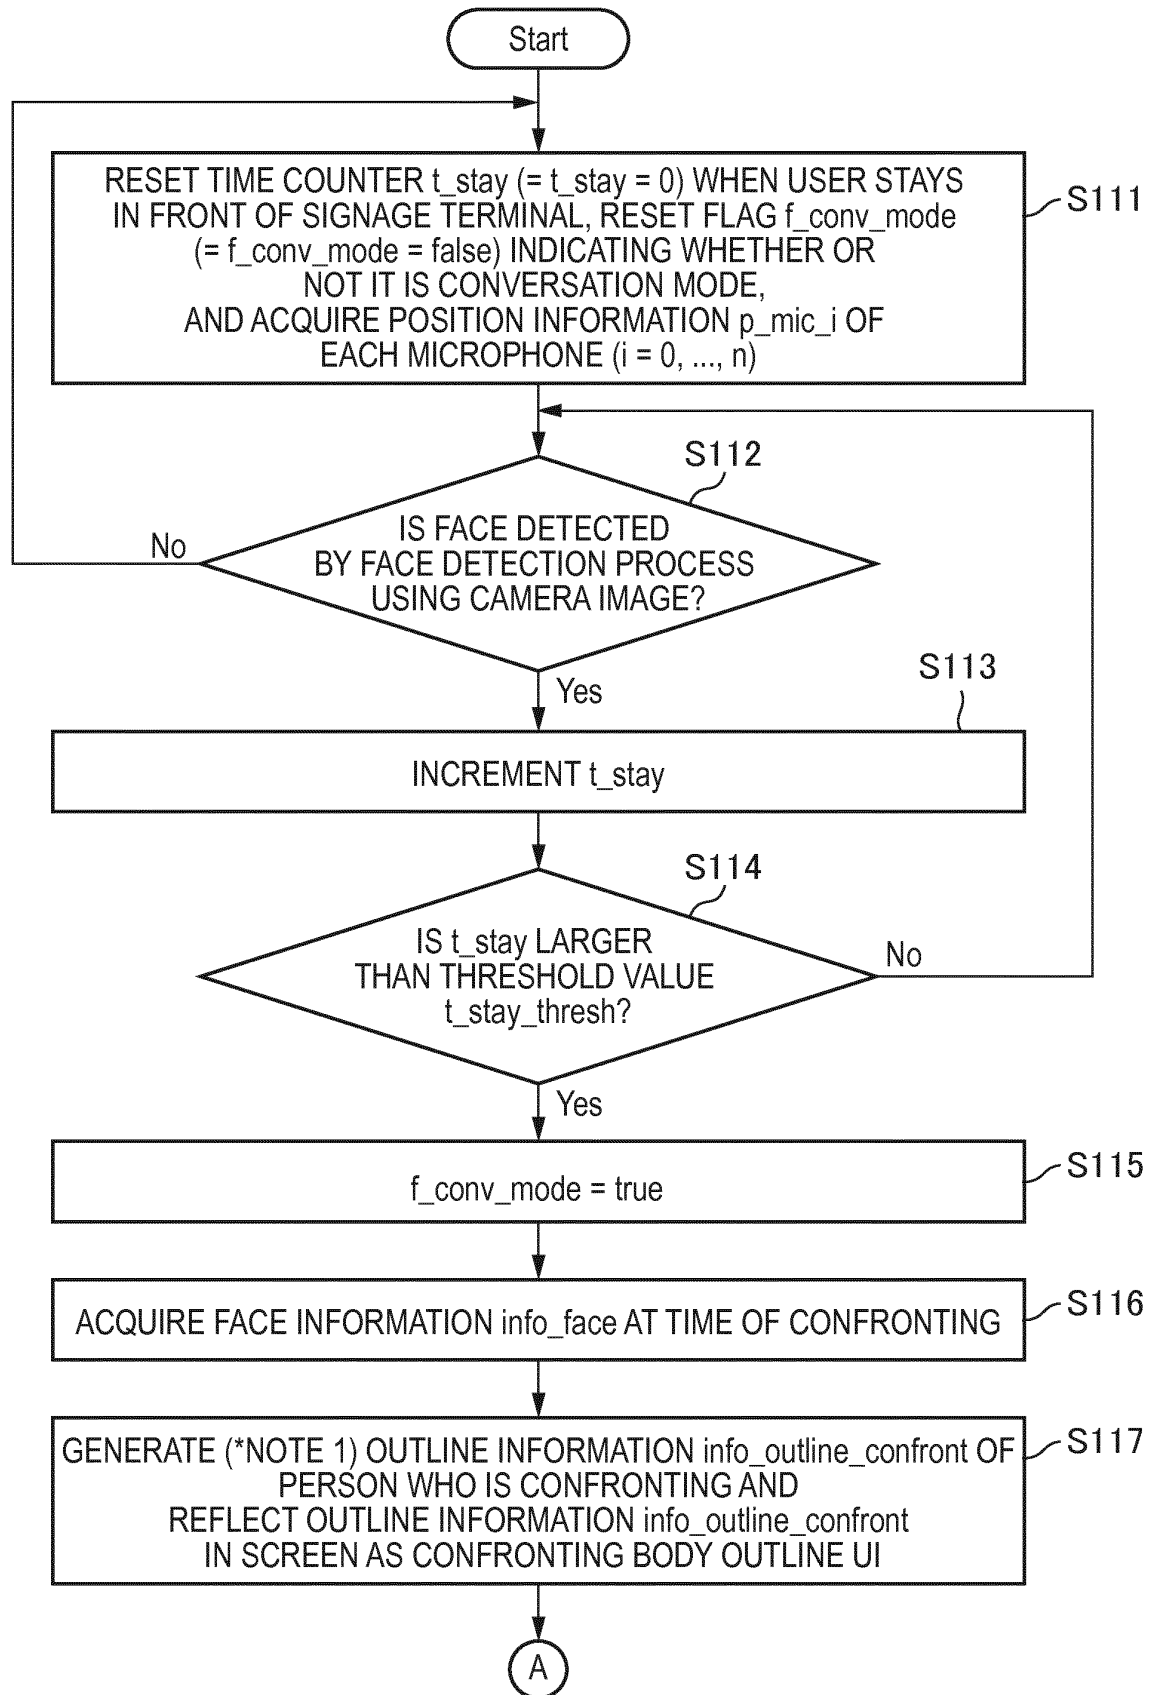 Start
RESET TIME COUNTER t_stay (= t_stay = 0) WHEN USER STAYS
IN FRONT OF SIGNAGE TERMINAL, RESET FLAG f_conv_mode
(= f_conv_mode = false) INDICATING WHETHER OR
NOT IT IS CONVERSATION MODE,
AND ACQUIRE POSITION INFORMATION p_mic_i OF
EACH MICROPHONE (i = 0, ..., n)
S111
S112
IS FACE DETECTED
BY FACE DETECTION PROCESS
USING CAMERA IMAGE?
No
Yes
S113
INCREMENT t_stay
S114
IS t_stay LARGER
THAN THRESHOLD VALUE
t_stay_thresh?
No
Yes
f_conv_mode = true
S115
ACQUIRE FACE INFORMATION info_face AT TIME OF CONFRONTING
S116
GENERATE (*NOTE 1) OUTLINE INFORMATION info_outline_confront OF
PERSON WHO IS CONFRONTING AND
REFLECT OUTLINE INFORMATION info_outline_confront
IN SCREEN AS CONFRONTING BODY OUTLINE UI
S117
A